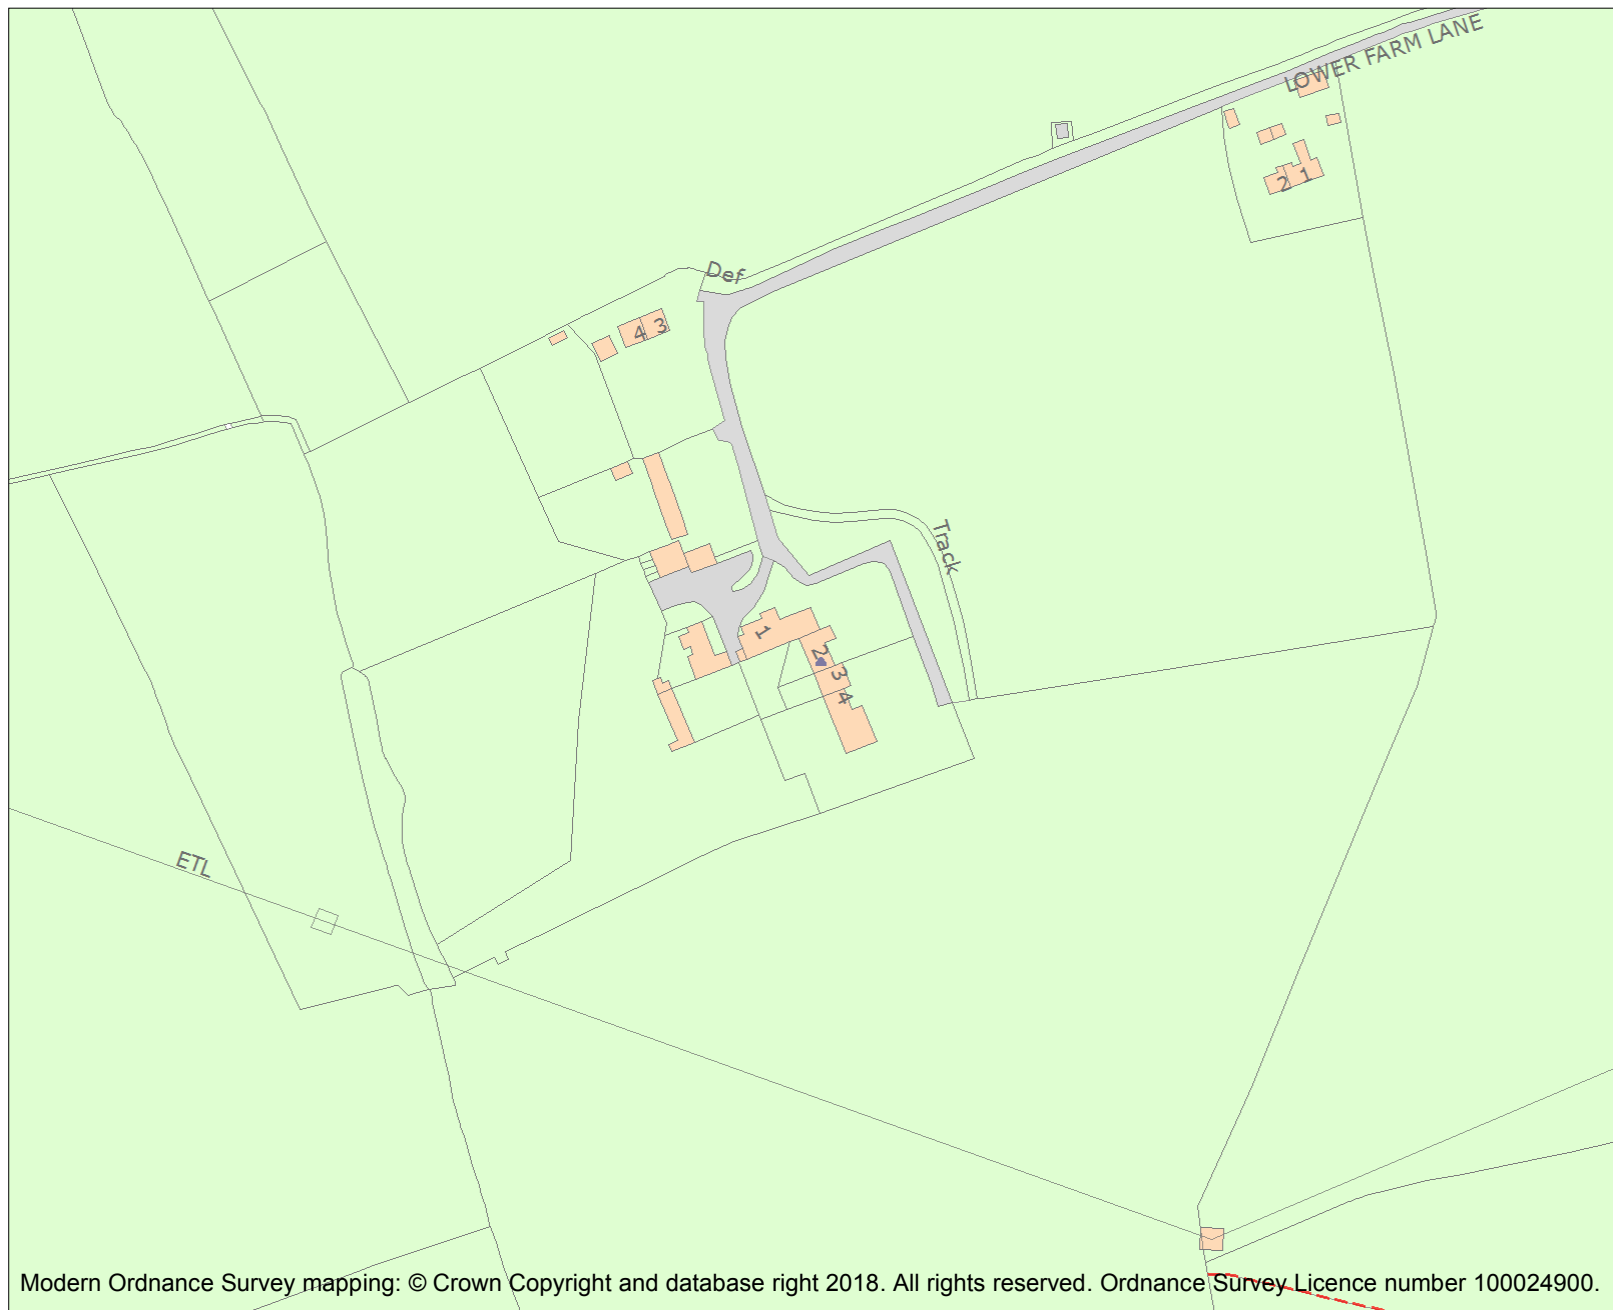 LOWER FARM LANE
2 1
Def
4 3
Track
1
2
3
4
ETL
Modern Ordnance Survey mapping: © Crown Copyright and database right 2018. All rights reserved. Ordnance Survey Licence number 100024900.